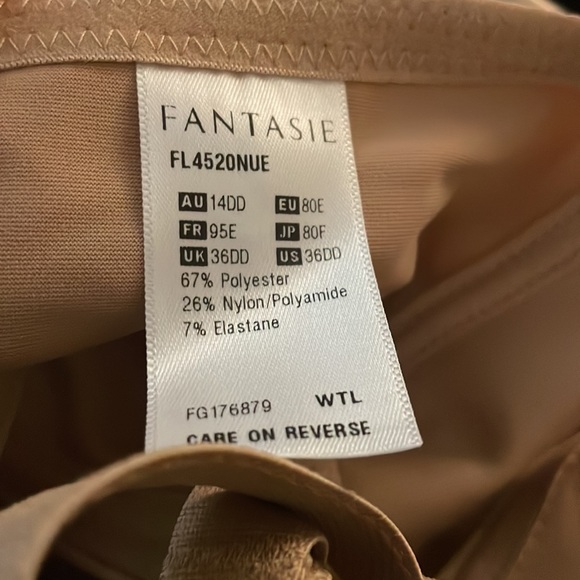 FANTASIE
FL4520NUE
AU 14DD EU 80E
FR 95E JP 80F
UK 36DD US 36DD
67% Polyester
26% Nylon/Polyamide
7% Elastane
FG176879 WTL
CARE ON REVERSE